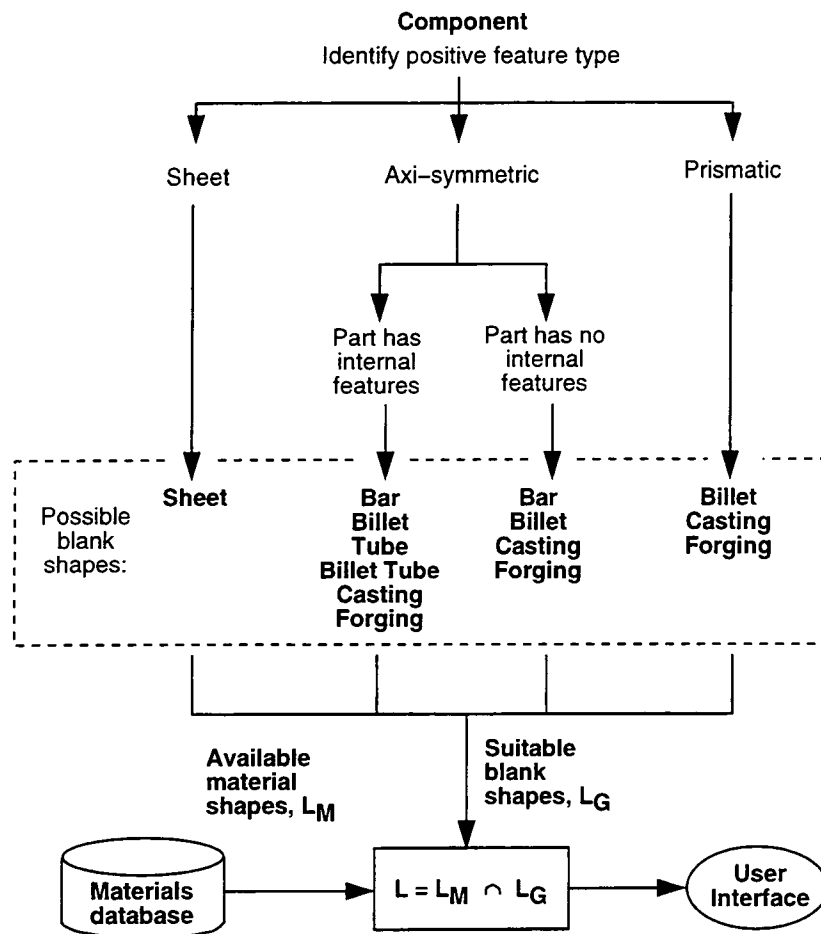 Component
Identify positive feature type
Sheet
Axi-symmetric
Prismatic
Part has
internal
features
Part has no
internal
features
Possible
blank
shapes:
Sheet
Bar
Billet
Tube
Billet Tube
Casting
Forging
Bar
Billet
Casting
Forging
Billet
Casting
Forging
Available
material
shapes, L_M
Suitable
blank
shapes, L_G
Materials
database
L = L_M ∩ L_G
User
Interface